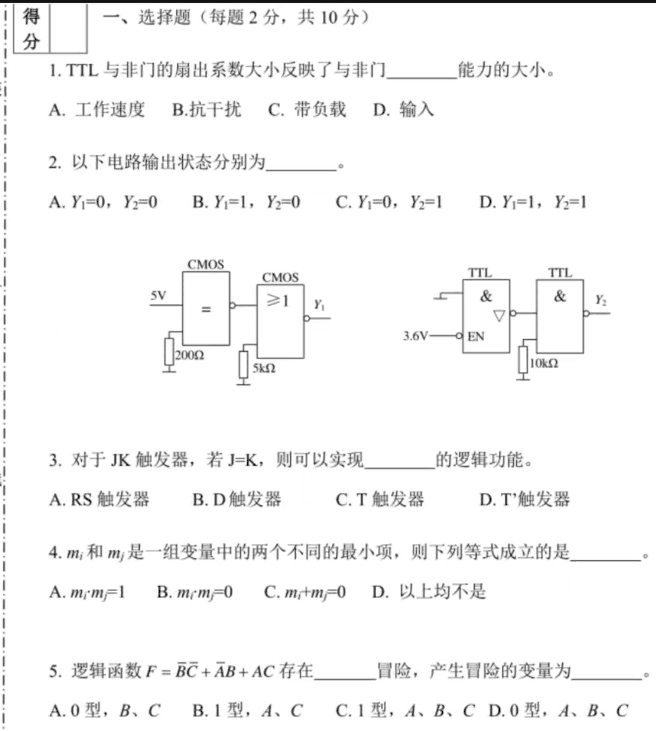 得分
一、选择题（每题 2 分，共 10 分）
1. TTL 与非门的扇出系数大小反映了与非门________能力的大小。
A. 工作速度 B.抗干扰 C. 带负载 D. 输入
2. 以下电路输出状态分别为________。
A. Y₁=0，Y₂=0 B. Y₁=1，Y₂=0 C. Y₁=0，Y₂=1 D. Y₁=1，Y₂=1
CMOS CMOS TTL TTL
5V = ≥1 Y₁ & ▽ & Y₂
3.6V EN
200Ω 5kΩ 10kΩ
3. 对于 JK 触发器，若 J=K，则可以实现________的逻辑功能。
A. RS 触发器 B. D 触发器 C. T 触发器 D. T’触发器
4. mᵢ 和 mⱼ 是一组变量中的两个不同的最小项，则下列等式成立的是________。
A. mᵢ·mⱼ=1 B. mᵢ·mⱼ=0 C. mᵢ+mⱼ=0 D. 以上均不是
5. 逻辑函数 F = B̅C̅ + A̅B + AC 存在_______冒险，产生冒险的变量为________。
A. 0 型，B、C B. 1 型，A、C C. 1 型，A、B、C D. 0 型，A、B、C